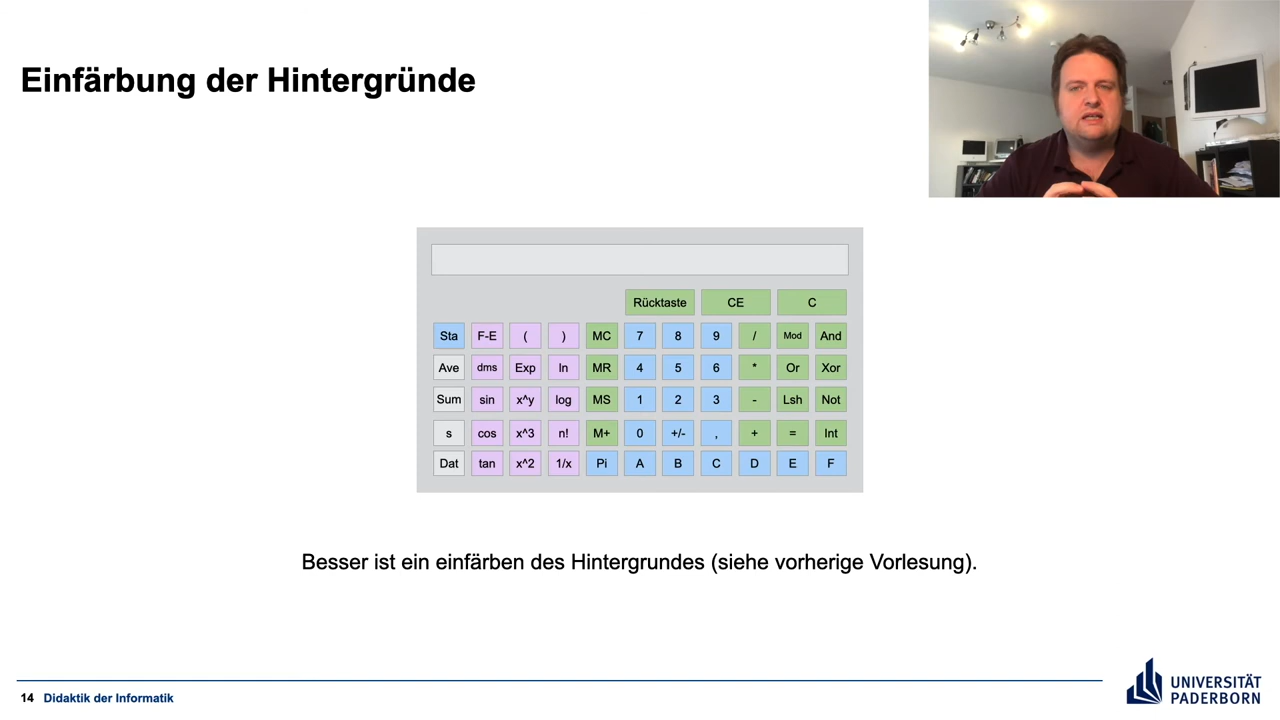 Einfärbung der Hintergründe
Rücktaste CE C
Sta F-E ( ) MC 7 8 9 / Mod And
Ave dms Exp ln MR 4 5 6 * Or Xor
Sum sin x^y log MS 1 2 3 - Lsh Not
s cos x^3 n! M+ 0 +/- , + = Int
Dat tan x^2 1/x Pi A B C D E F
Besser ist ein einfärben des Hintergrundes (siehe vorherige Vorlesung).
14 Didaktik der Informatik
UNIVERSITÄT
PADERBORN